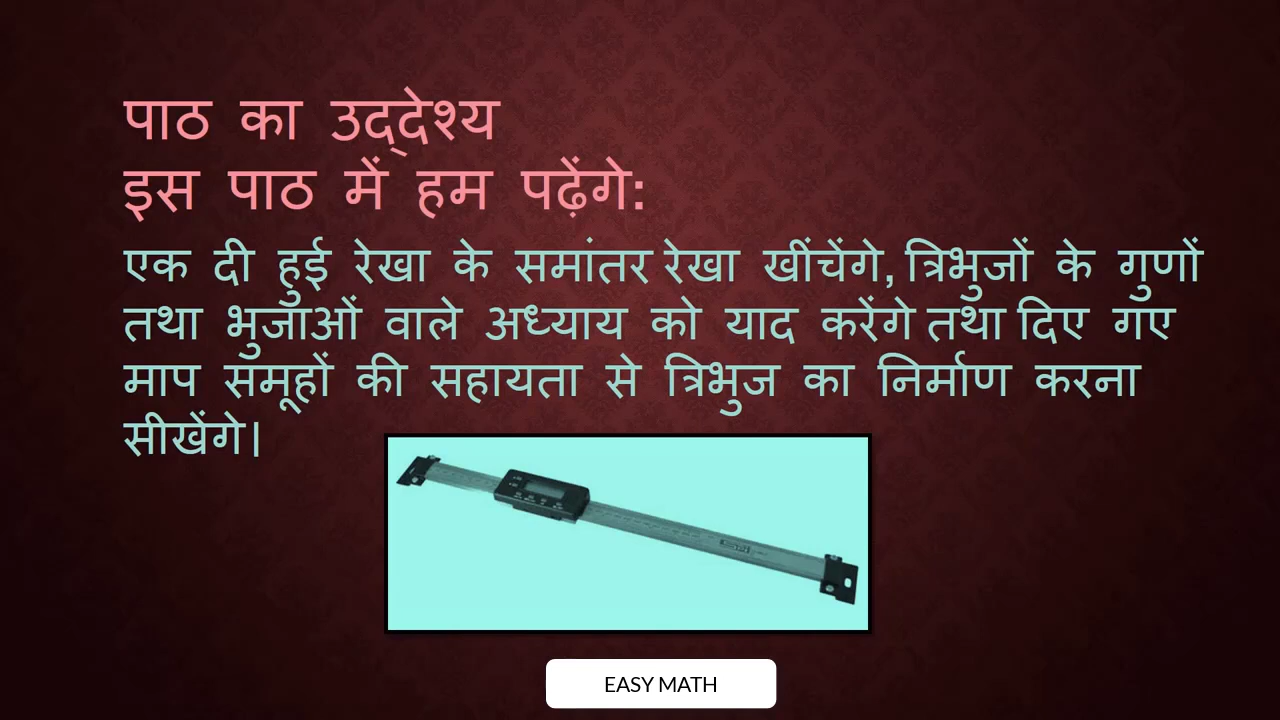 पाठ का उद्देश्य
इस पाठ में हम पढ़ेंगे:
एक दी हुई रेखा के समांतर रेखा खींचेंगे, त्रिभुजों के गुणों
तथा भुजाओं वाले अध्याय को याद करेंगे तथा दिए गए
माप समूहों की सहायता से त्रिभुज का निर्माण करना
सीखेंगे।
EASY MATH